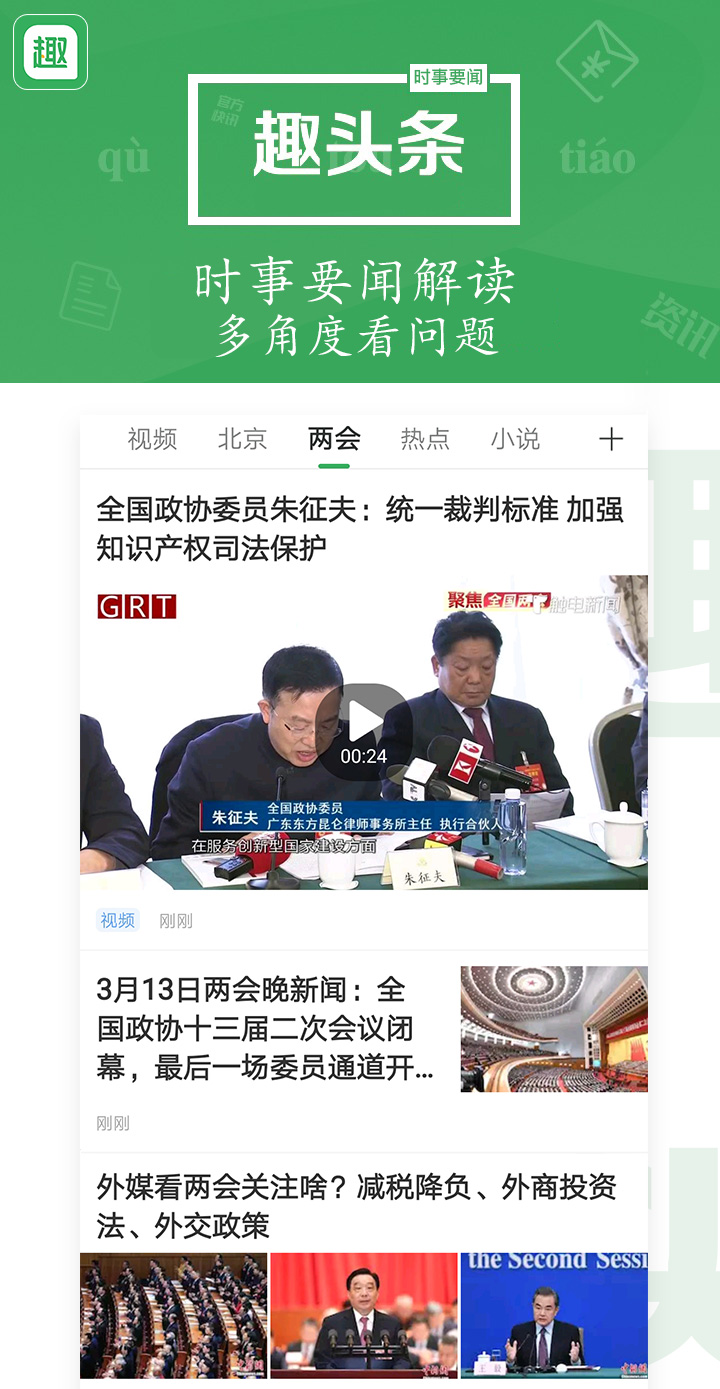 趣
时事要闻
官方
快讯
趣头条
qù
tiáo
时事要闻解读
多角度看问题
资讯
视频 北京 两会 热点 小说 +
全国政协委员朱征夫：统一裁判标准 加强
知识产权司法保护
GRT
聚焦 全国两会
触电新闻
00:24
朱征夫
全国政协委员
广东东方昆仑律师事务所主任 执行合伙人
在服务创新型国家建设方面
朱征夫
视频 刚刚
3月13日两会晚新闻：全
国政协十三届二次会议闭
幕，最后一场委员通道开...
刚刚
外媒看两会关注啥？减税降负、外商投资
法、外交政策
the Second Sessi
王毅